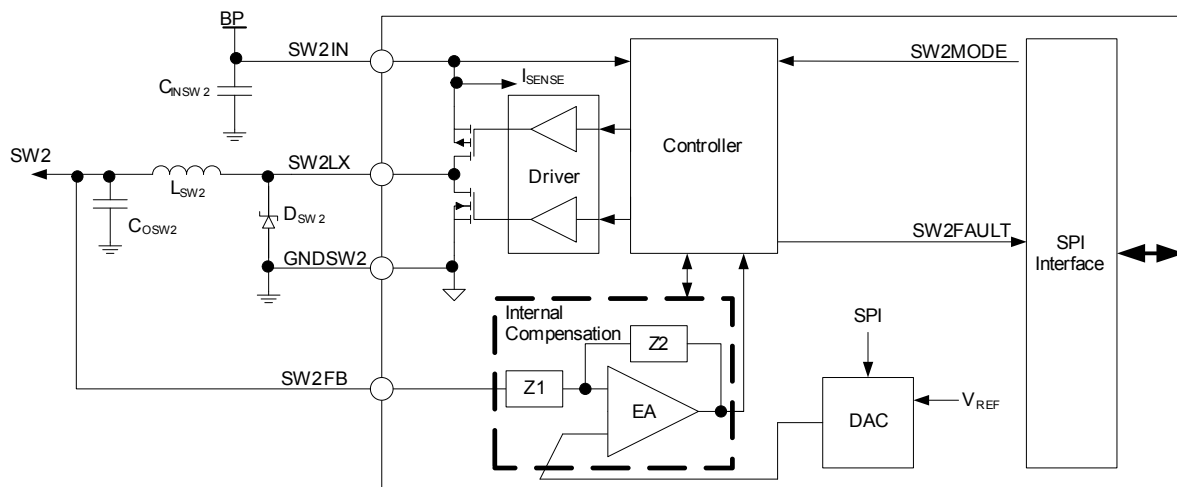 BP
SW2IN
SW2MODE
CINSW2
ISENSE
Controller
SW2
SW2LX
LSW2
Driver
COSW2
DSW2
GNDSW2
SW2FAULT
SPI
Interface
Internal
Compensation
SPI
Z2
SW2FB
Z1
EA
VREF
DAC